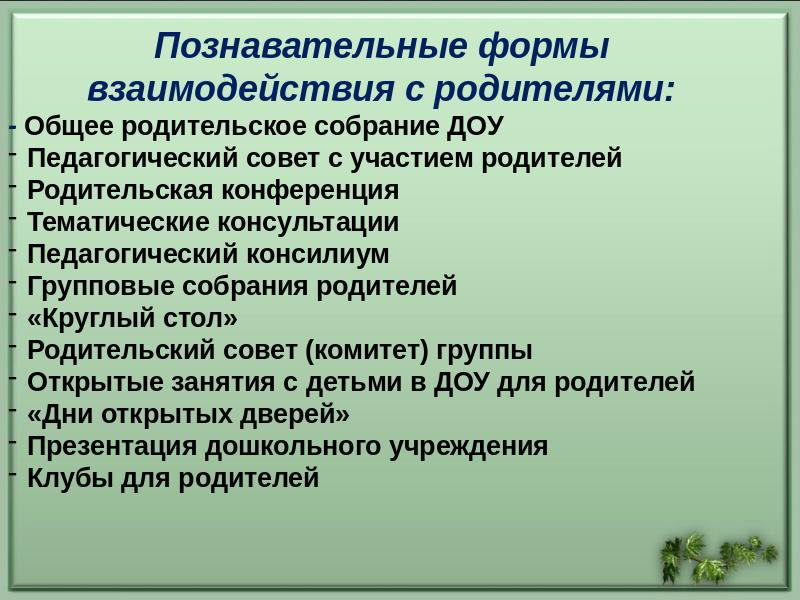 Познавательные формы
взаимодействия с родителями:
- Общее родительское собрание ДОУ
- Педагогический совет с участием родителей
- Родительская конференция
- Тематические консультации
- Педагогический консилиум
- Групповые собрания родителей
- «Круглый стол»
- Родительский совет (комитет) группы
- Открытые занятия с детьми в ДОУ для родителей
- «Дни открытых дверей»
- Презентация дошкольного учреждения
- Клубы для родителей